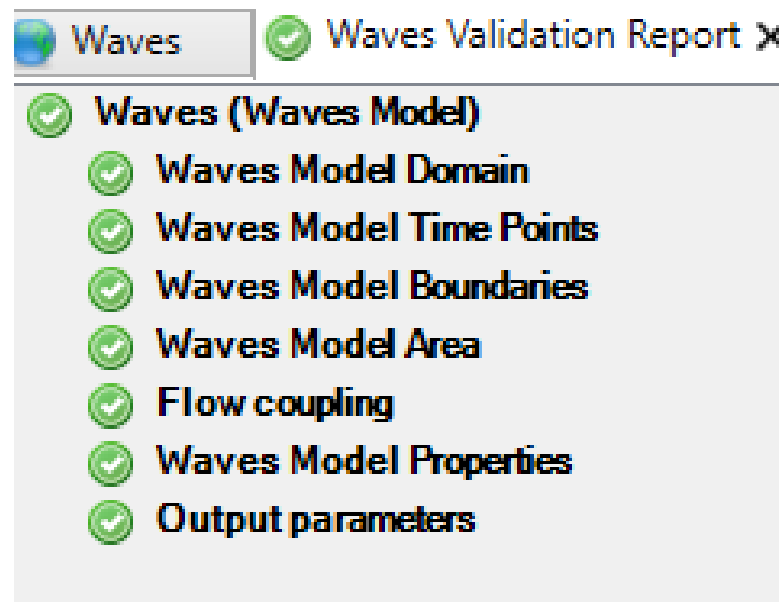 Waves Waves Validation Report
Waves (Waves Model)
Waves Model Domain
Waves Model Time Points
Waves Model Boundaries
Waves Model Area
Flow coupling
Waves Model Properties
Output parameters